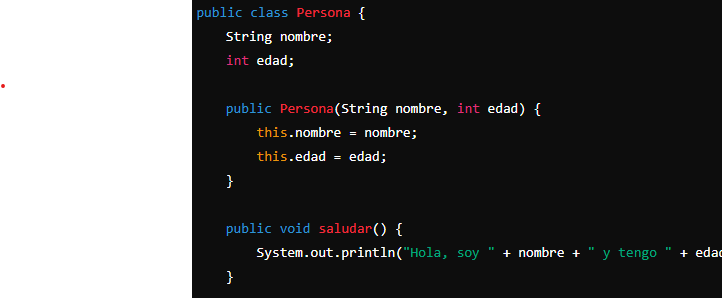 public class Persona {
String nombre;
int edad;
public Persona(String nombre, int edad) {
this.nombre = nombre;
this.edad = edad;
}
public void saludar() {
System.out.println("Hola, soy " + nombre + " y tengo " + edad
}